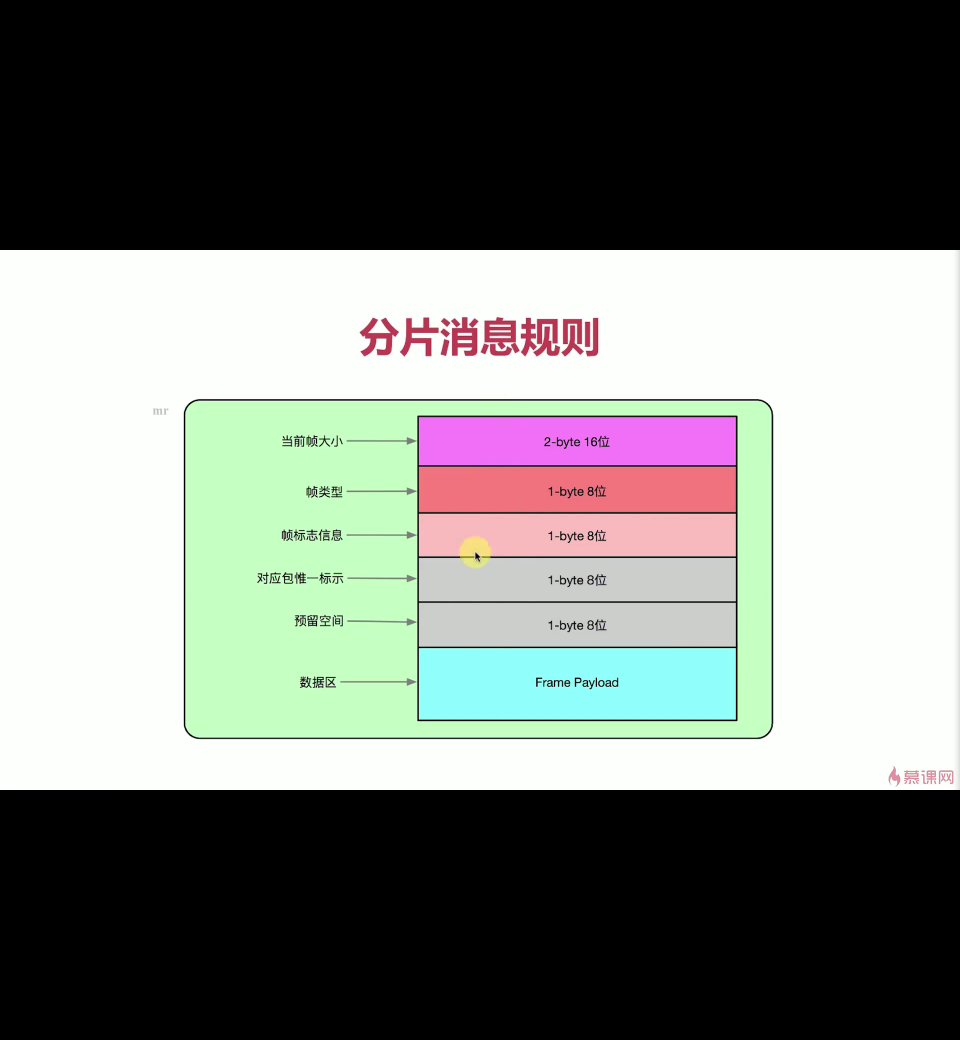 分片消息规则
mr
当前帧大小 2-byte 16位
帧类型 1-byte 8位
帧标志信息 1-byte 8位
对应包惟一标示 1-byte 8位
预留空间 1-byte 8位
数据区 Frame Payload
慕课网